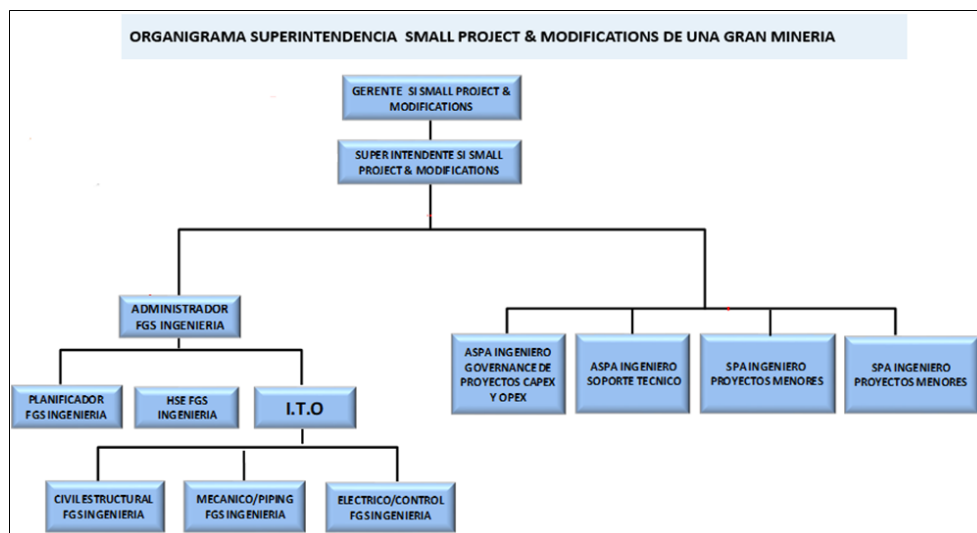 ORGANIGRAMA SUPERINTENDENCIA SMALL PROJECT & MODIFICATIONS DE UNA GRAN MINERIA
GERENTE SI SMALL PROJECT &
MODIFICATIONS
SUPER INTENDENTE SI SMALL
PROJECT & MODIFICATIONS
ADMINISTRADOR
FGS INGENIERIA
ASPA INGENIERO
GOVERNANCE DE
PROYECTOS CAPEX
Y OPEX
ASPA INGENIERO
SOPORTE TECNICO
SPA INGENIERO
PROYECTOS MENORES
SPA INGENIERO
PROYECTOS MENORES
PLANIFICADOR
FGS INGENIERIA
HSE FGS
INGENIERIA
I.T.O
CIVIL ESTRUCTURAL
FGS INGENIERIA
MECANICO/PIPING
FGS INGENIERIA
ELECTRICO/CONTROL
FGS INGENIERIA